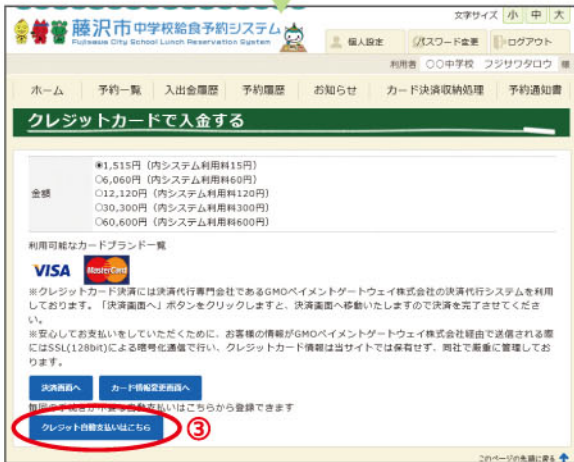 文字サイズ 小 中 大
藤沢市中学校給食予約システム
Fujisawa City School Lunch Reservation System
個人設定 パスワード変更 ログアウト
利用者 〇〇中学校 フジサワタロウ 様
ホーム 予約一覧 入出金履歴 予約履歴 お知らせ カード決済収納処理 予約通知書
クレジットカードで入金する
金額
1,515円（内システム利用料15円）
6,060円（内システム利用料60円）
12,120円（内システム利用料120円）
30,300円（内システム利用料300円）
60,600円（内システム利用料600円）
利用可能なカードブランド一覧
VISA MasterCard
※クレジットカード決済には決済代行専門会社であるGMOペイメントゲートウェイ株式会社の決済代行システムを利用
しております。「決済画面へ」ボタンをクリックしますと、決済画面へ移動いたしますので決済を完了させてくださ
い。
※安心してお支払いをしていただくために、お客様の情報がGMOペイメントゲートウェイ株式会社経由で送信される際
にはSSL(128bit)による暗号化通信で行い、クレジットカード情報は当サイトでは保有せず、同社で厳重に管理してお
ります。
決済画面へ カード情報変更画面へ
毎回の手続きが不要な自動支払いはこちらから登録できます
クレジット自動支払いはこちら ③
このページの先頭に戻る